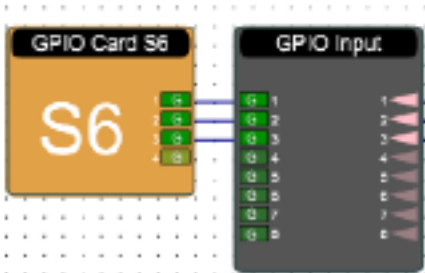 GPIO Card S6
GPIO Input
S6
1 G
2 G
3 G
4 G
G 1 1
G 2 2
G 3 3
G 4 4
G 5 5
G 6 6
G 7 7
G 8 8